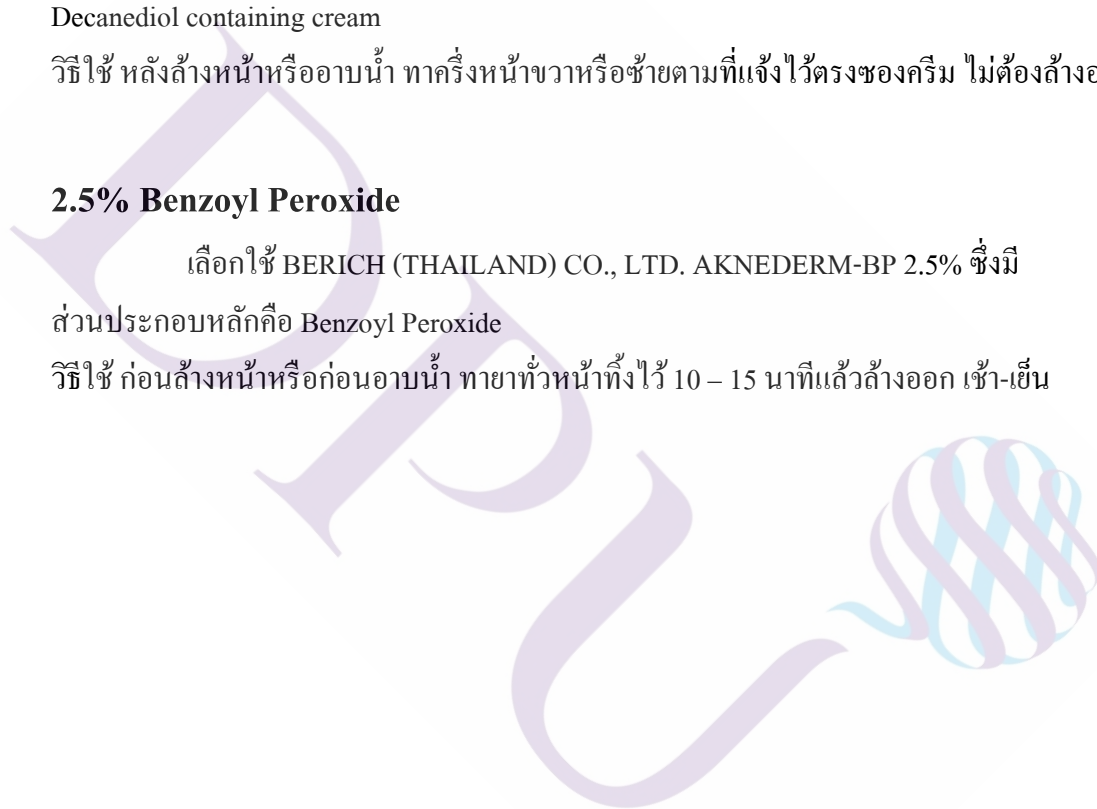 Decanediol containing cream
วิธีใช้ หลังล้างหน้าหรืออาบน้ำ ทาครึ่งหน้าขวาหรือซ้ายตามที่แจ้งไว้ตรงซองครีม ไม่ต้องล้าง
2.5% Benzoyl Peroxide
เลือกใช้ BERICH (THAILAND) CO., LTD. AKNEDERM-BP 2.5% ซึ่งมี
ส่วนประกอบหลักคือ Benzoyl Peroxide
วิธีใช้ ก่อนล้างหน้าหรือก่อนอาบน้ำ ทายาทั่วหน้าทิ้งไว้ 10 – 15 นาทีแล้วล้างออก เช้า-เย็น
DPU